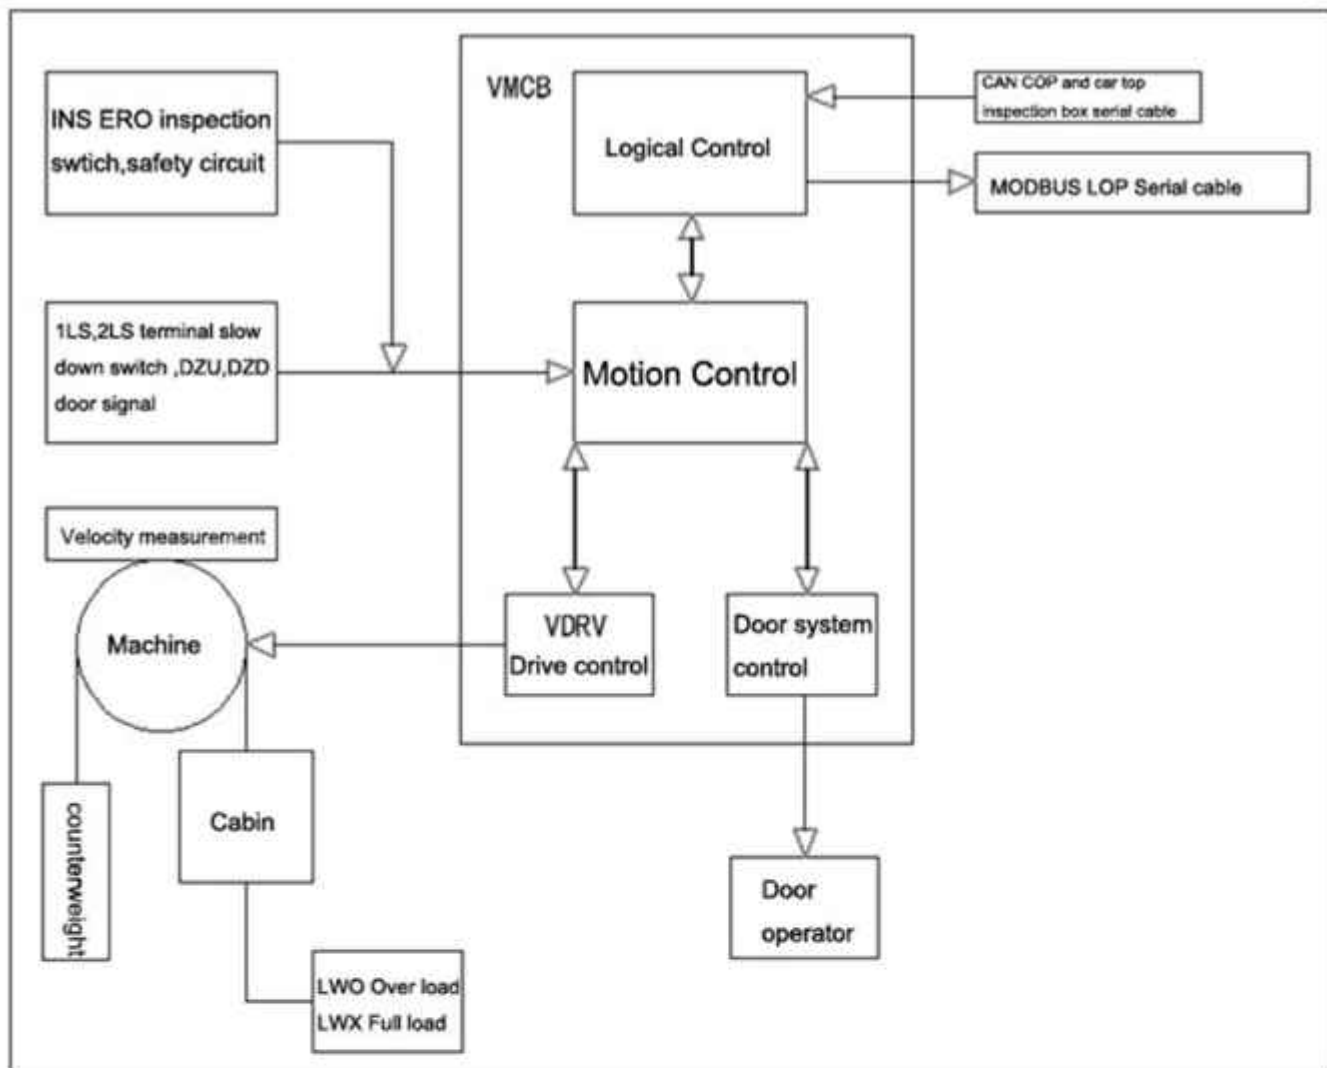 INS ERO inspection
swtich,safety circuit
VMCB
Logical Control
CAN COP and car top
inspection box serial cable
MODBUS LOP Serial cable
1LS,2LS terminal slow
down switch ,DZU,DZD
door signal
Motion Control
Velocity measurement
Machine
VDRV
Drive control
Door system
control
counterweight
Cabin
Door
operator
LWO Over load
LWX Full load